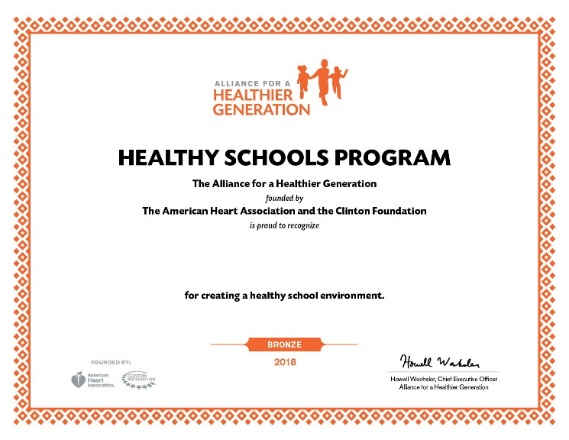 ALLIANCE FOR A
HEALTHIER
GENERATION
HEALTHY SCHOOLS PROGRAM
The Alliance for a Healthier Generation
founded by
The American Heart Association and the Clinton Foundation
is proud to recognize
for creating a healthy school environment.
BRONZE
2018
FOUNDED BY:
American
Heart
Association.
CLINTON
FOUNDATION
Howell Wechsler
Howell Wechsler, Chief Executive Officer
Alliance for a Healthier Generation